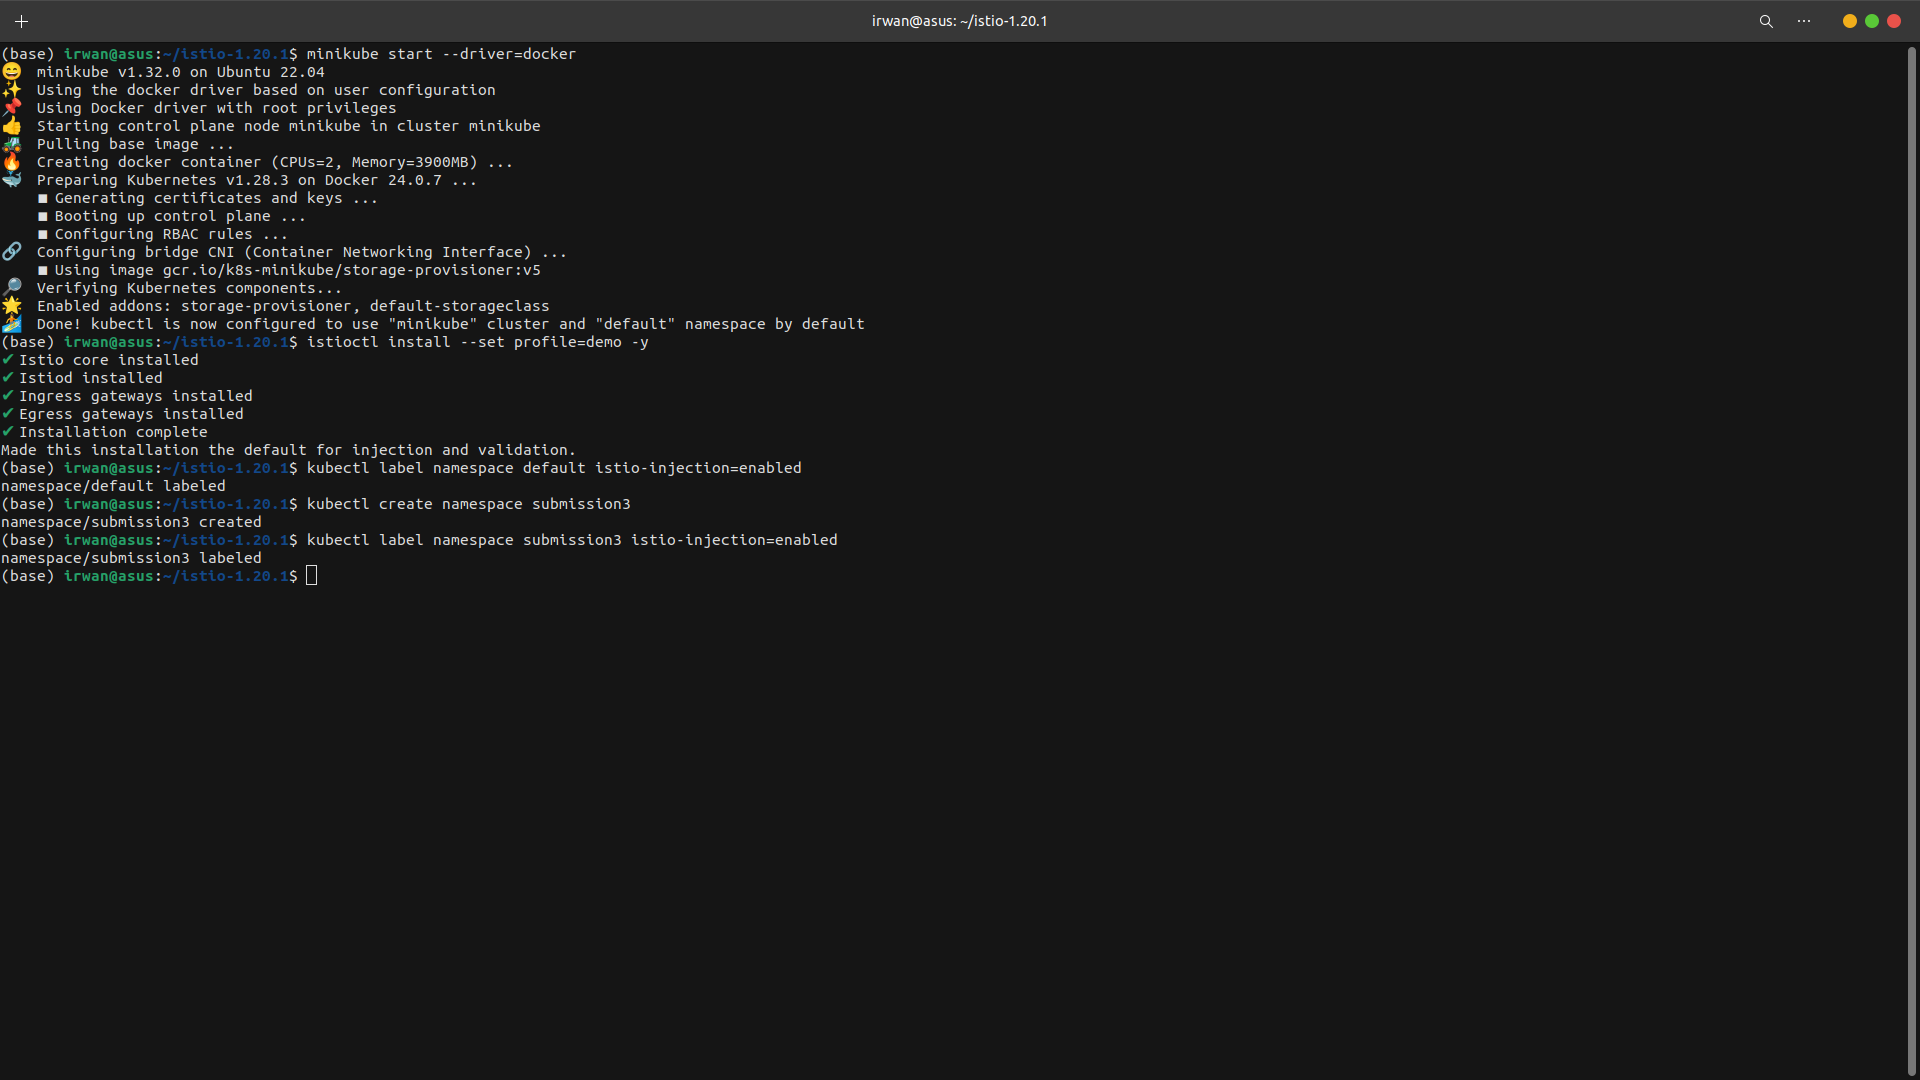 irwan@asus: ~/istio-1.20.1
(base) irwan@asus:~/istio-1.20.1$ minikube start --driver=docker
😄  minikube v1.32.0 on Ubuntu 22.04
✨  Using the docker driver based on user configuration
📌  Using Docker driver with root privileges
👍  Starting control plane node minikube in cluster minikube
🚜  Pulling base image ...
🔥  Creating docker container (CPUs=2, Memory=3900MB) ...
🐳  Preparing Kubernetes v1.28.3 on Docker 24.0.7 ...
    ■ Generating certificates and keys ...
    ■ Booting up control plane ...
    ■ Configuring RBAC rules ...
🔗  Configuring bridge CNI (Container Networking Interface) ...
    ■ Using image gcr.io/k8s-minikube/storage-provisioner:v5
🔎  Verifying Kubernetes components...
🌟  Enabled addons: storage-provisioner, default-storageclass
🏄  Done! kubectl is now configured to use "minikube" cluster and "default" namespace by default
(base) irwan@asus:~/istio-1.20.1$ istioctl install --set profile=demo -y
✔ Istio core installed
✔ Istiod installed
✔ Ingress gateways installed
✔ Egress gateways installed
✔ Installation complete
Made this installation the default for injection and validation.
(base) irwan@asus:~/istio-1.20.1$ kubectl label namespace default istio-injection=enabled
namespace/default labeled
(base) irwan@asus:~/istio-1.20.1$ kubectl create namespace submission3
namespace/submission3 created
(base) irwan@asus:~/istio-1.20.1$ kubectl label namespace submission3 istio-injection=enabled
namespace/submission3 labeled
(base) irwan@asus:~/istio-1.20.1$